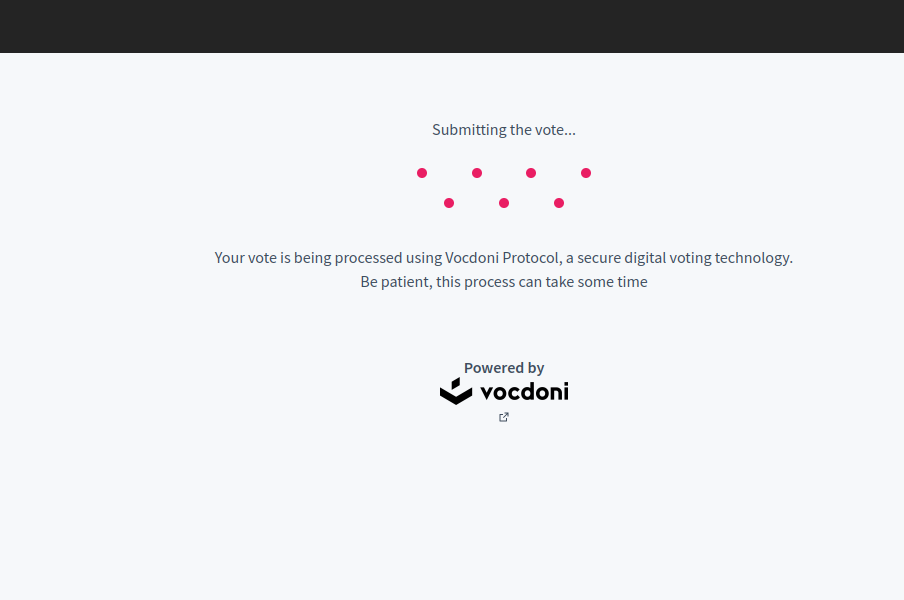 Submitting the vote...
Your vote is being processed using Vocdoni Protocol, a secure digital voting technology.
Be patient, this process can take some time
Powered by
vocdoni